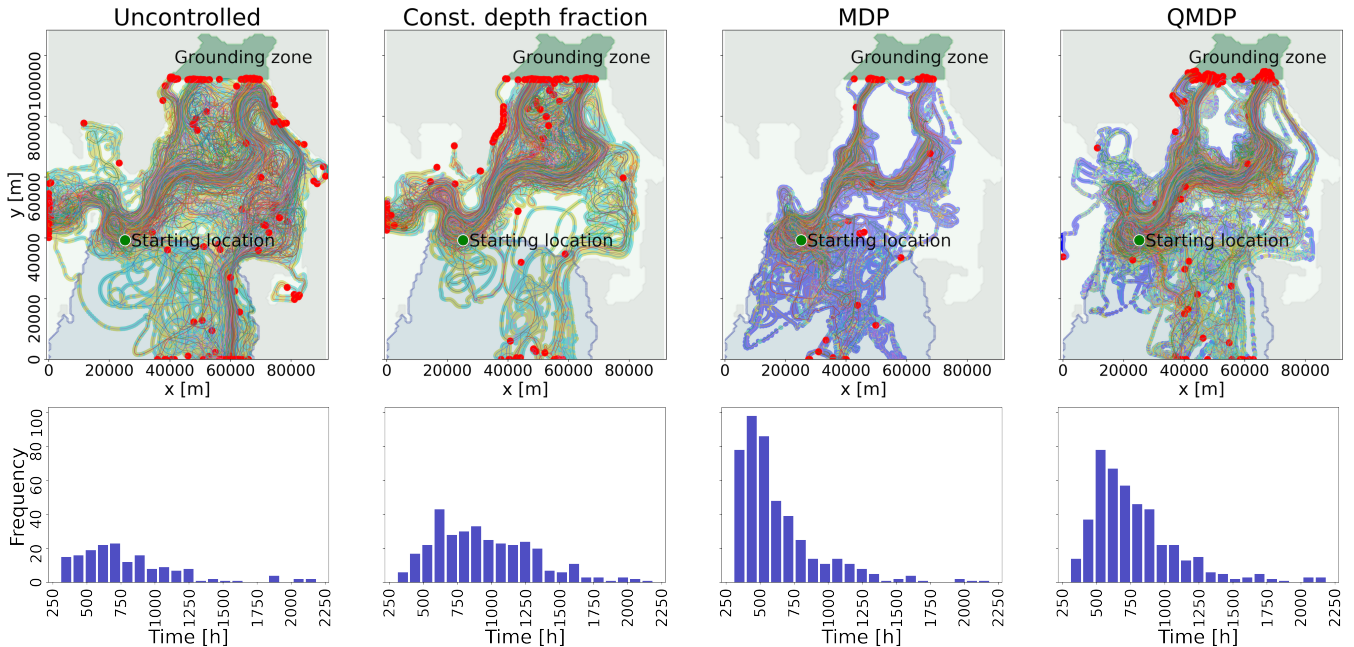 Uncontrolled
Const. depth fraction
MDP
QMDP
Grounding zone
Grounding zone
Grounding zone
Grounding zone
Starting location
Starting location
Starting location
Starting location
y [m]
100000
80000
60000
40000
20000
0
0 20000 40000 60000 80000
0 20000 40000 60000 80000
0 20000 40000 60000 80000
0 20000 40000 60000 80000
x [m]
x [m]
x [m]
x [m]
Frequency
100
80
60
40
20
0
250 500 750 1000 1250 1500 1750 2000 2250
250 500 750 1000 1250 1500 1750 2000 2250
250 500 750 1000 1250 1500 1750 2000 2250
250 500 750 1000 1250 1500 1750 2000 2250
Time [h]
Time [h]
Time [h]
Time [h]